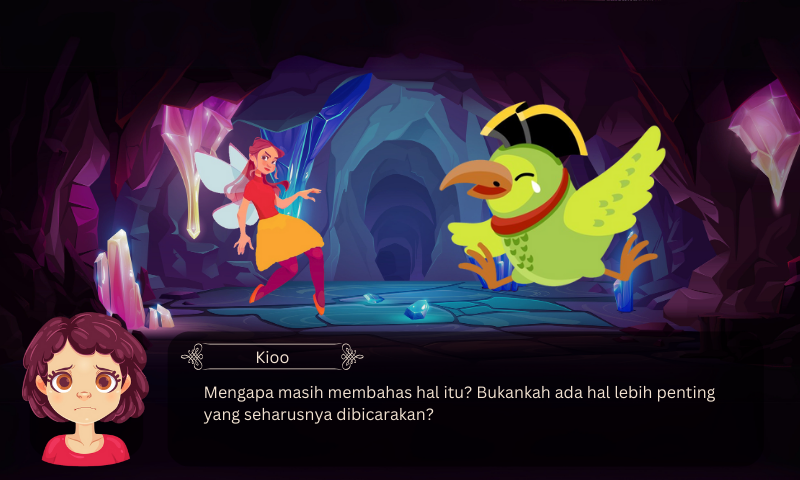 Kioo
Mengapa masih membahas hal itu? Bukankah ada hal lebih penting
yang seharusnya dibicarakan?